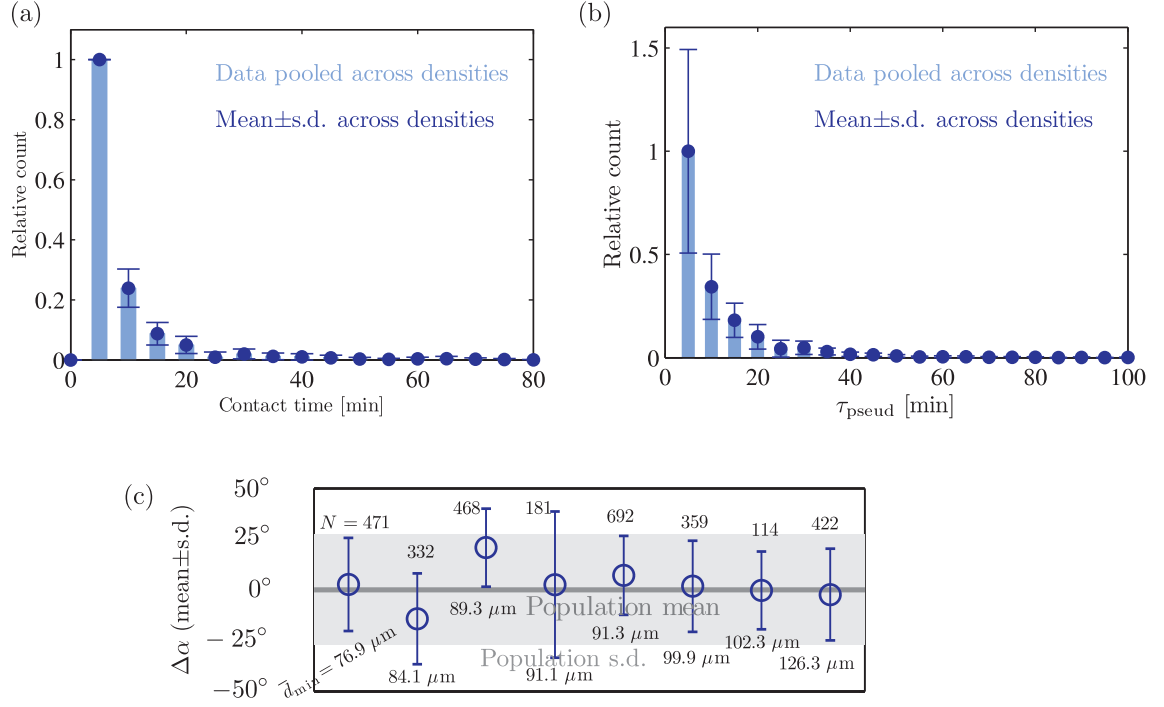 (a)
1
0.8
0.6
0.4
0.2
0
Relative count
Data pooled across densities
Mean±s.d. across densities
0 20 40 60 80
Contact time [min]
(b)
1.5
1
0.5
0
Relative count
Data pooled across densities
Mean±s.d. across densities
0 20 40 60 80 100
τpseud [min]
(c)
50°
25°
0°
− 25°
−50°
Δα (mean±s.d.)
N = 471
332
468
181
692
359
114
422
Population mean
Population s.d.
d̅min = 76.9 μm
84.1 μm
89.3 μm
91.1 μm
91.3 μm
99.9 μm
102.3 μm
126.3 μm